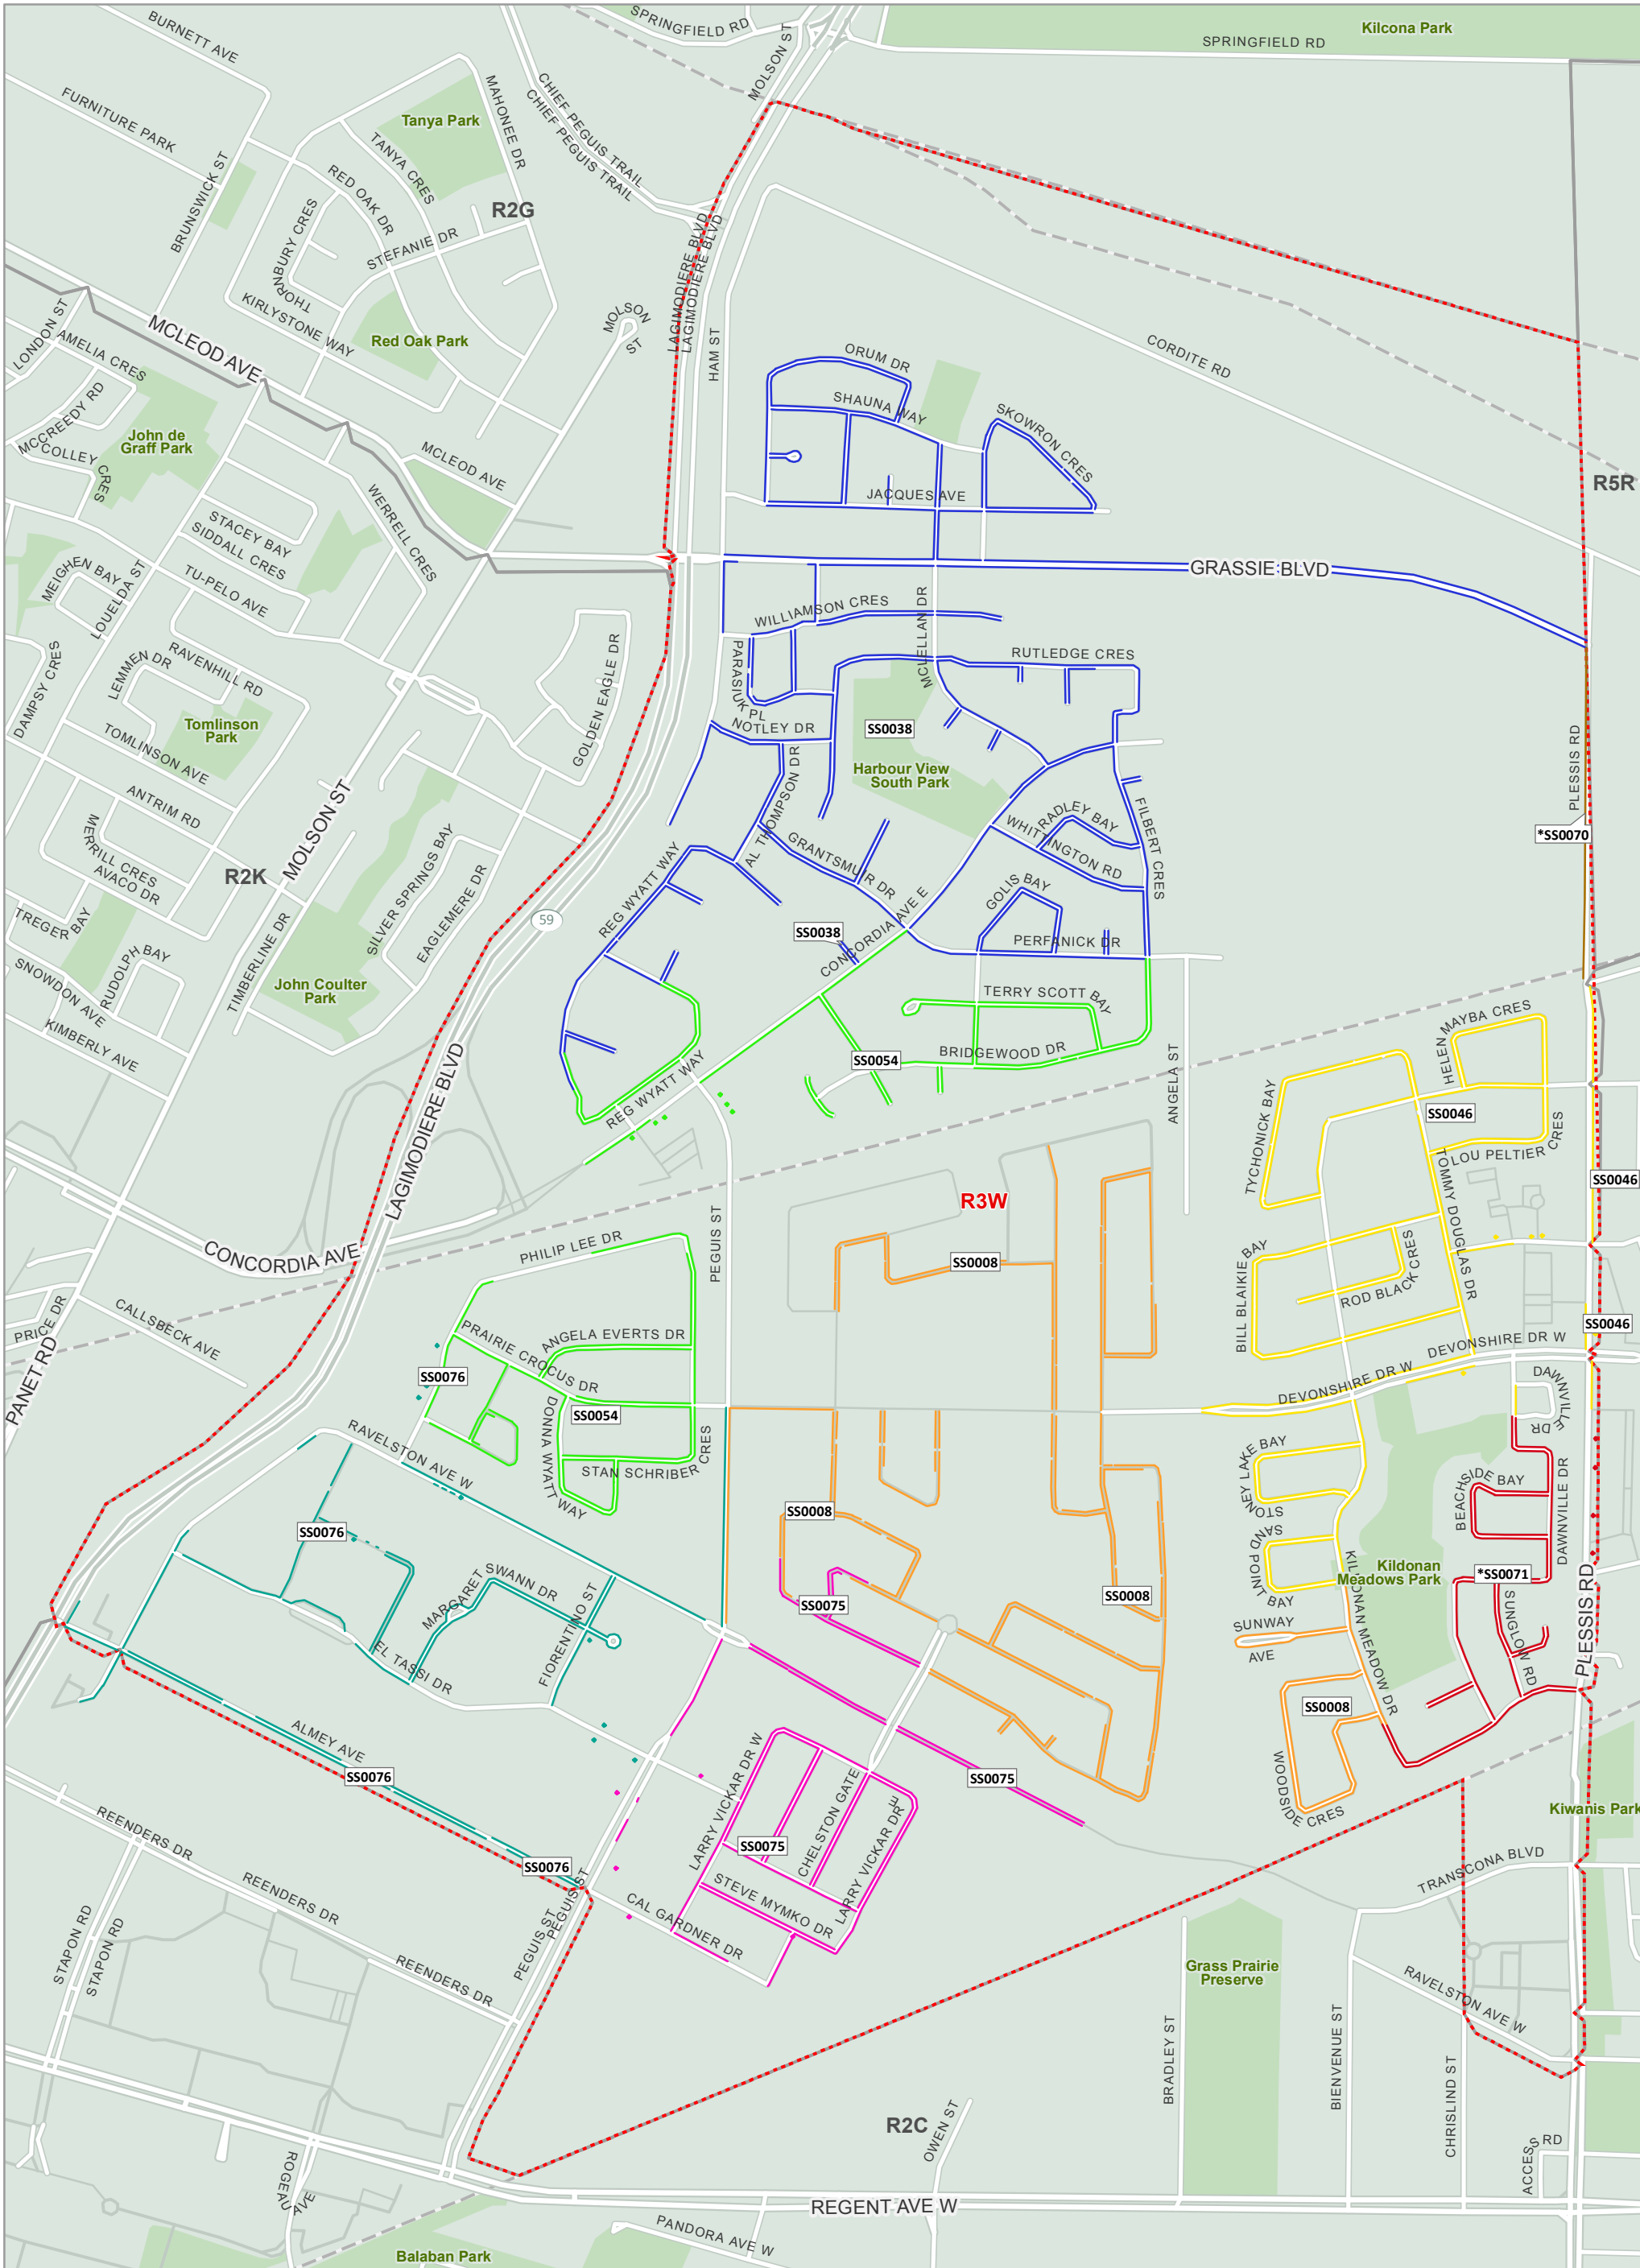 SPRINGFIELD RD
Kilcona Park
SPRINGFIELD RD
BURNETT AVE
MOLSON ST
MAHONEE DR
CHIEF PEGUIS TRAIL
CHIEF PEGUIS TRAIL
FURNITURE PARK
Tanya Park
TANYA CRES
BRUNSWICK ST
RED OAK DR
R2G
THORNBURY CRES
STEFANIE DR
LAGIMODIERE BLVD
LAGIMODIERE BLVD
KIRLYSTONE WAY
MOLSON
ST
Red Oak Park
HAM ST
LONDON ST
MCLEOD AVE
AMELIA CRES
ORUM DR
CORDITE RD
SHAUNA WAY
SKOWRON CRES
MCCREEDY RD
John de
Graff Park
COLLEY
CRES
MCLEOD AVE
R5R
WERRELL CRES
JACQUES AVE
STACEY BAY
SIDDALL CRES
MEIGHEN BAY
LOUELDA ST
TU-PELO AVE
GRASSIE BLVD
WILLIAMSON CRES
MCLELLAN DR
RUTLEDGE CRES
PARASIUK
PL
DAMPSY CRES
LEMMEN DR
RAVENHILL RD
GOLDEN EAGLE DR
Tomlinson
Park
TOMLINSON AVE
NOTLEY DR
SS0038
PLESSIS RD
Harbour View
South Park
ANTRIM RD
MOLSON ST
AL THOMPSON DR
*SS0070
MERRILL CRES
AVACO DR
RADLEY BAY
WHITTINGTON RD
FILBERT CRES
GRANTSMUIR DR
R2K
TREGER
BAY
SILVER SPRINGS BAY
EAGLEMERE DR
REG WYATT WAY
GOLIS BAY
59
SS0038
CONCORDIA AVE E
PERFANICK DR
SNOWDON AVE
RUDOLPH BAY
TIMBERLINE DR
John Coulter
Park
KIMBERLY AVE
TERRY SCOTT
BAY
BRIDGEWOOD DR
SS0054
REG WYATT WAY
ANGELA ST
HELEN
MAYBA CRES
TYCHONICK BAY
SS0046
LOU PELTIER
CRES
LAGIMODIERE BLVD
TOMMY DOUGLAS DR
SS0046
R3W
CONCORDIA AVE
PHILIP LEE DR
PEGUIS ST
SS0008
BILL BLAIKIE
BAY
ROD BLACK CRES
CALLSBECK AVE
PRICE DR
PANET RD
PRAIRIE CROCUS DR
ANGELA EVERTS DR
SS0046
DEVONSHIRE DR W
DEVONSHIRE DR W
SS0076
DONNA WYATT WAY
SS0054
DAWNVILLE DR
RAVELSTON AVE W
STAN SCHRIBER
CRES
STONEY LAKE BAY
BEACHSIDE BAY
DAWNVILLE DR
SS0008
SS0076
SAND POINT
BAY
Kildonan
Meadows Park
KILDONAN MEADOW DR
*SS0071
MARGARET
SWANN DR
SS0075
SS0008
FIORENTINO ST
SUNWAY
AVE
SUNGLOW RD
PLESSIS RD
EL TASSI DR
SS0008
ALMEY AVE
SS0076
LARRY VICKAR DR W
SS0075
CHELSTON GATE
WOODSIDE CRES
Kiwanis Park
REENDERS DR
SS0075
LARRY VICKAR DR E
SS0076
TRANSCONA BLVD
REENDERS DR
PEGUIS ST
STEVE MYMKO DR
CAL GARDNER DR
STAPON RD
STAPON RD
PEGUIS ST
REENDERS DR
Grass Prairie
Preserve
RAVELSTON AVE W
BRADLEY ST
BIENVENUE ST
CHRISLIND ST
R2C
OWEN ST
ACCESS RD
ROGEAU
AVE
REGENT AVE W
PANDORA AVE W
Balaban Park